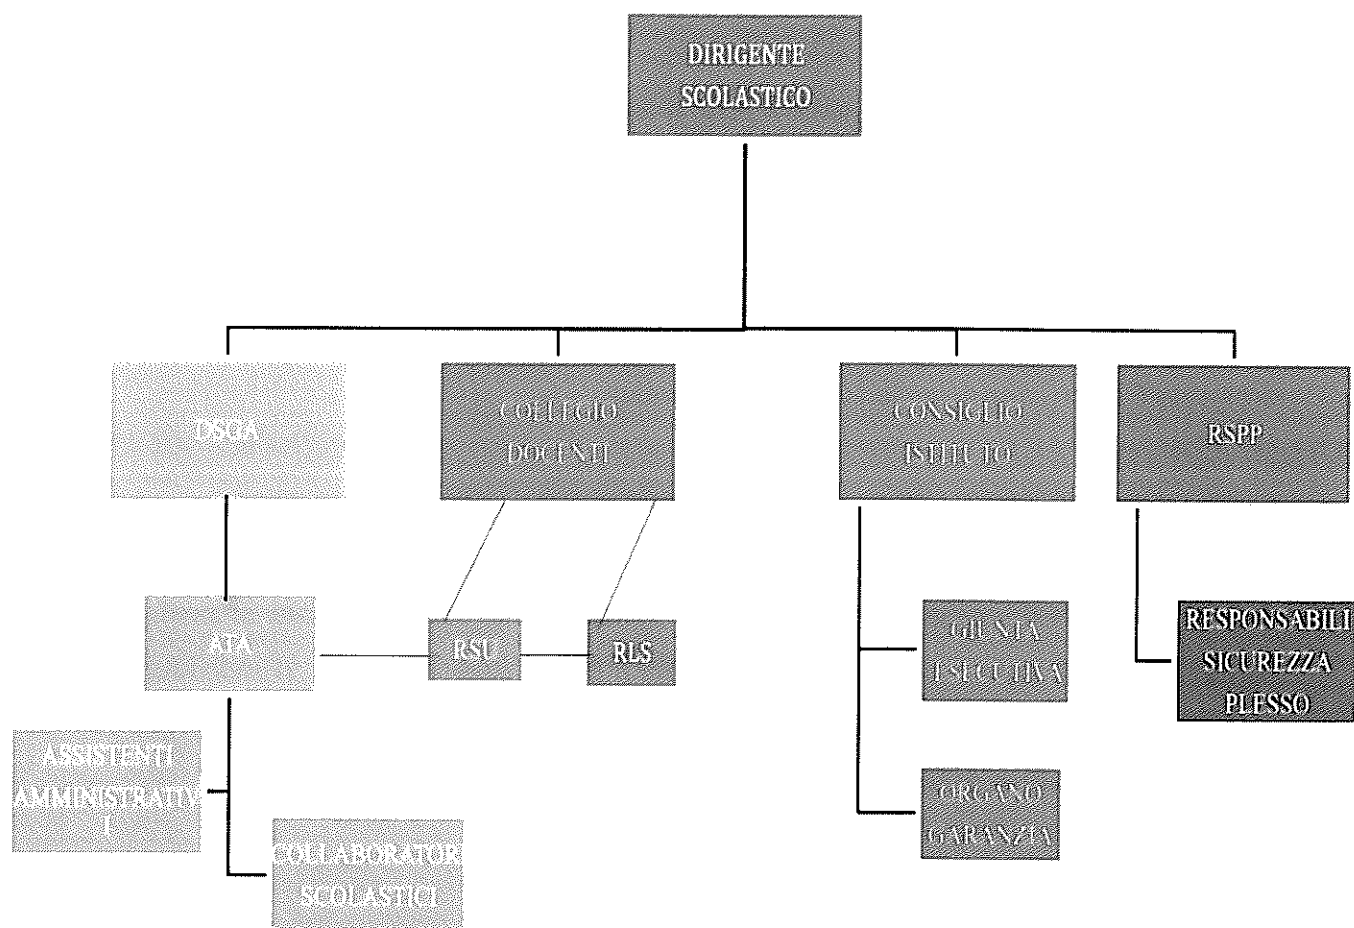 DIRIGENTE
SCOLASTICO
DSGA
COLLEGIO
DOCENTI
CONSIGLIO
ISTITUTO
RSPP
ATA
RSU
RLS
GIUNTA
ESECUTIVA
RESPONSABILI
SICUREZZA
PLESSO
ASSISTENTI
AMMINISTRATIV
I
ORGANO
GARANZIA
COLLABORATOR
SCOLASTICI